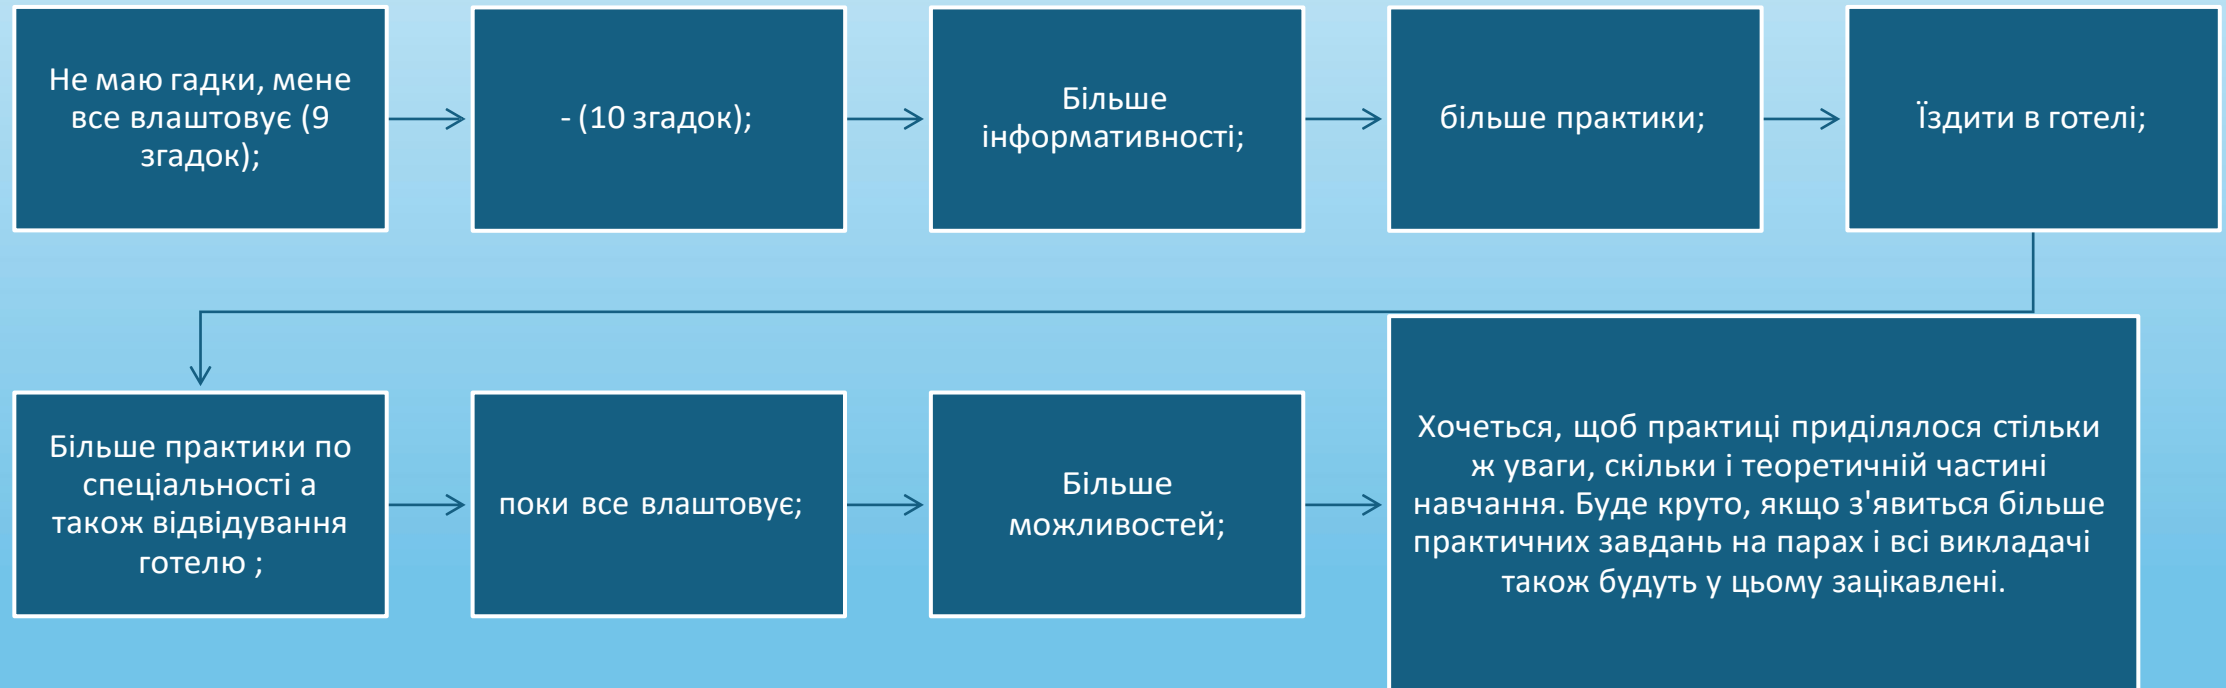 Не маю гадки, мене
все влаштовує (9
згадок);
- (10 згадок);
Більше
інформативності;
більше практики;
Їздити в готелі;
Більше практики по
спеціальності а
також відвідування
готелю ;
поки все влаштовує;
Більше
можливостей;
Хочеться, щоб практиці приділялося стільки
ж уваги, скільки і теоретичній частині
навчання. Буде круто, якщо з'явиться більше
практичних завдань на парах і всі викладачі
також будуть у цьому зацікавлені.